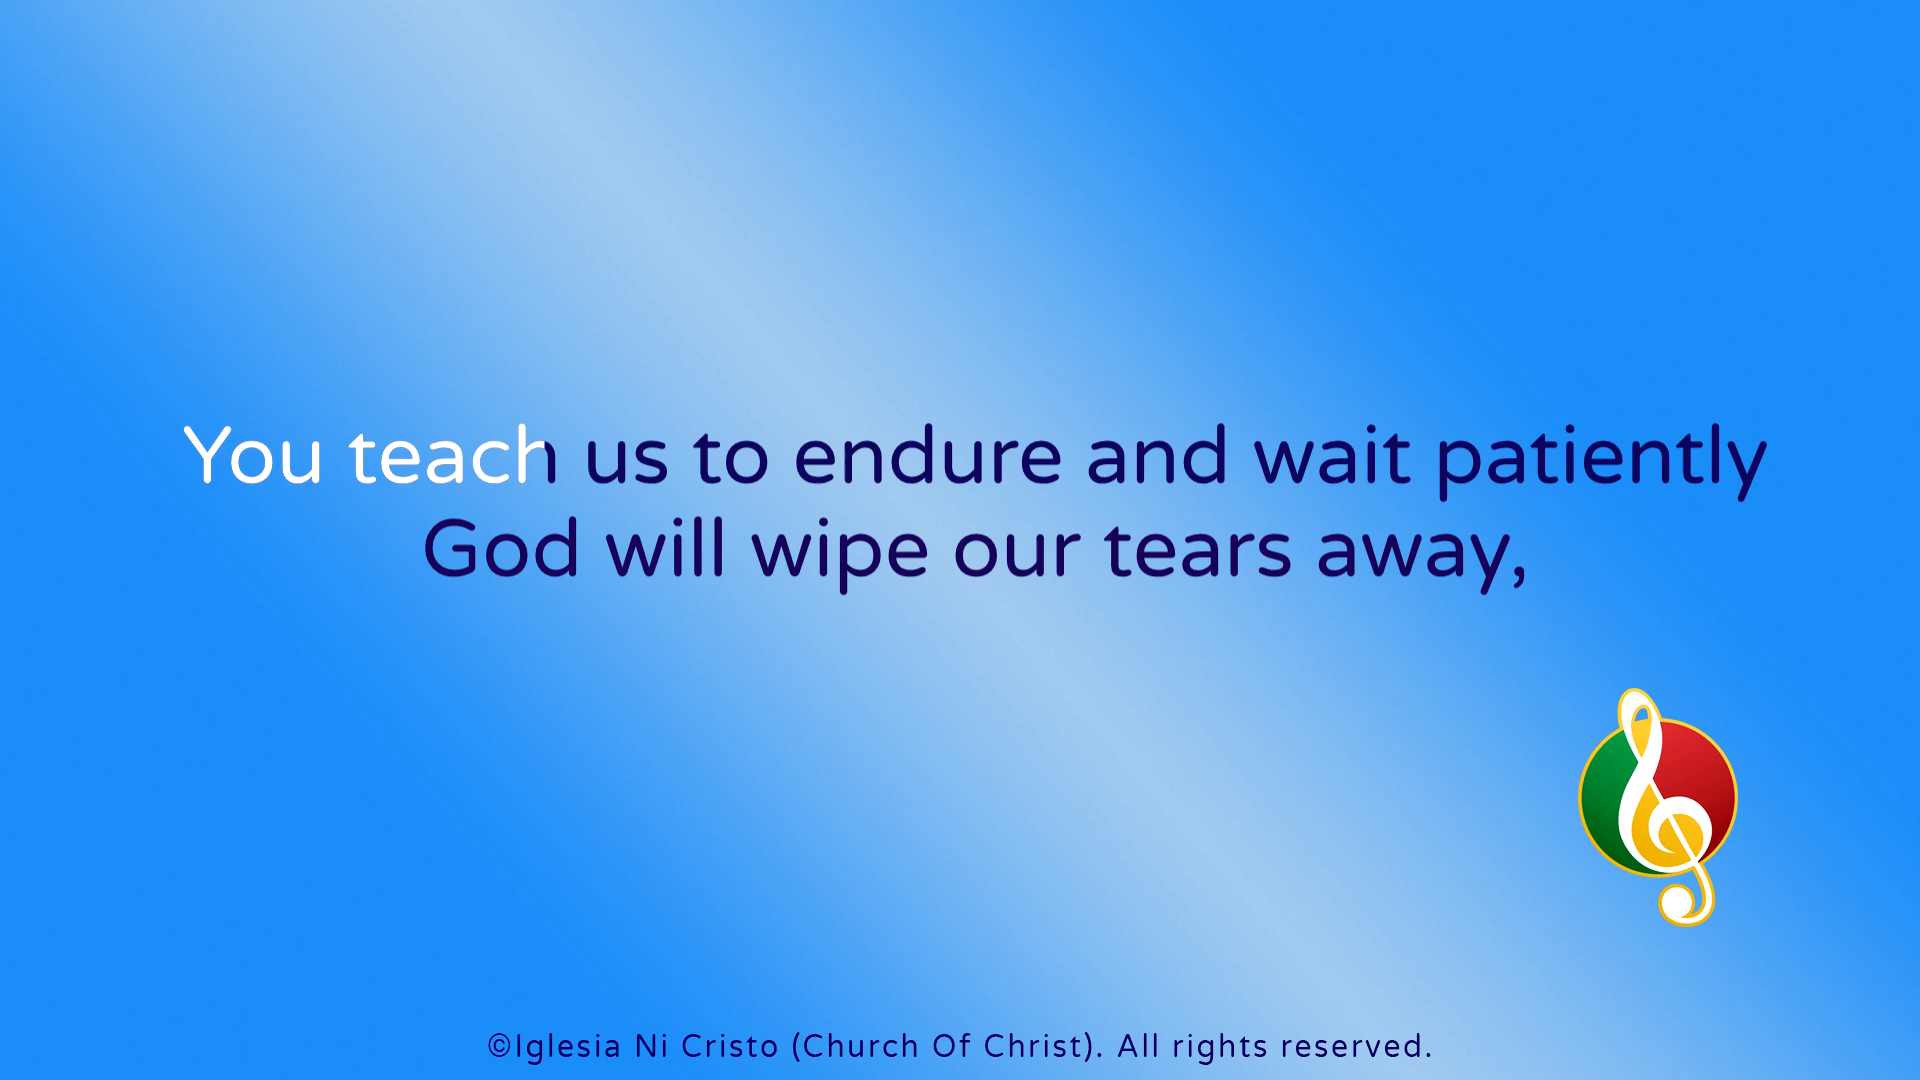 You teach us to endure and wait patiently
God will wipe our tears away,
©Iglesia Ni Cristo (Church Of Christ). All rights reserved.